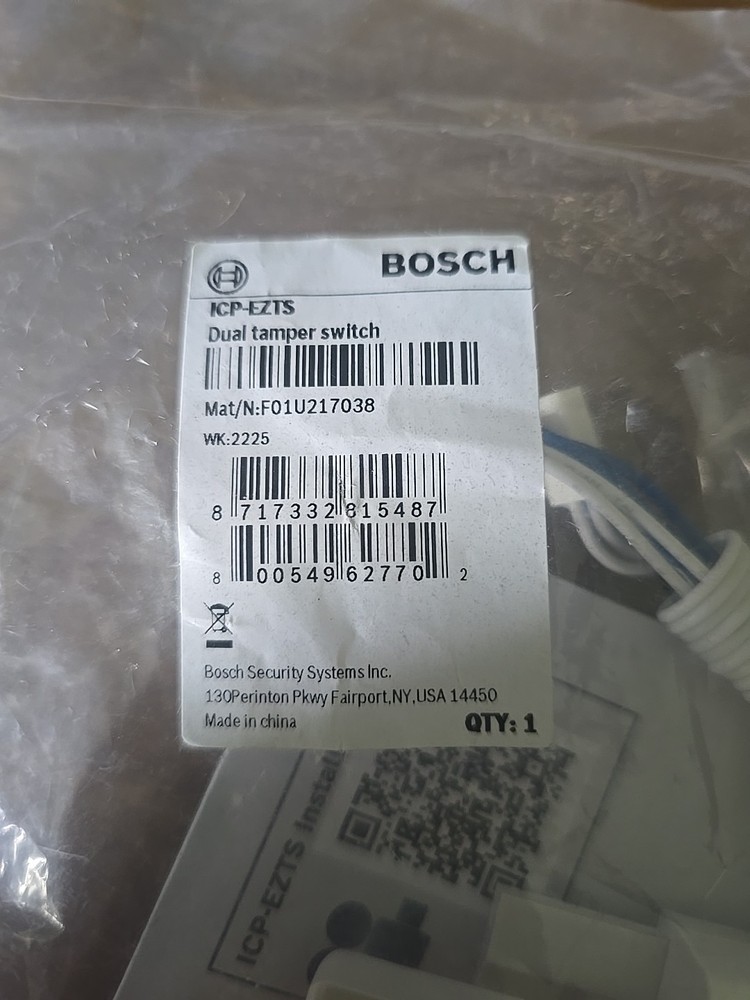 BOSCH
ICP-EZTS
Dual tamper switch
Mat/N:F01U217038
WK:2225
8 717332 815487
8 00549 62770 2
Bosch Security Systems Inc.
130Perinton Pkwy Fairport,NY,USA 14450
Made in china
QTY: 1
ICP-EZTS